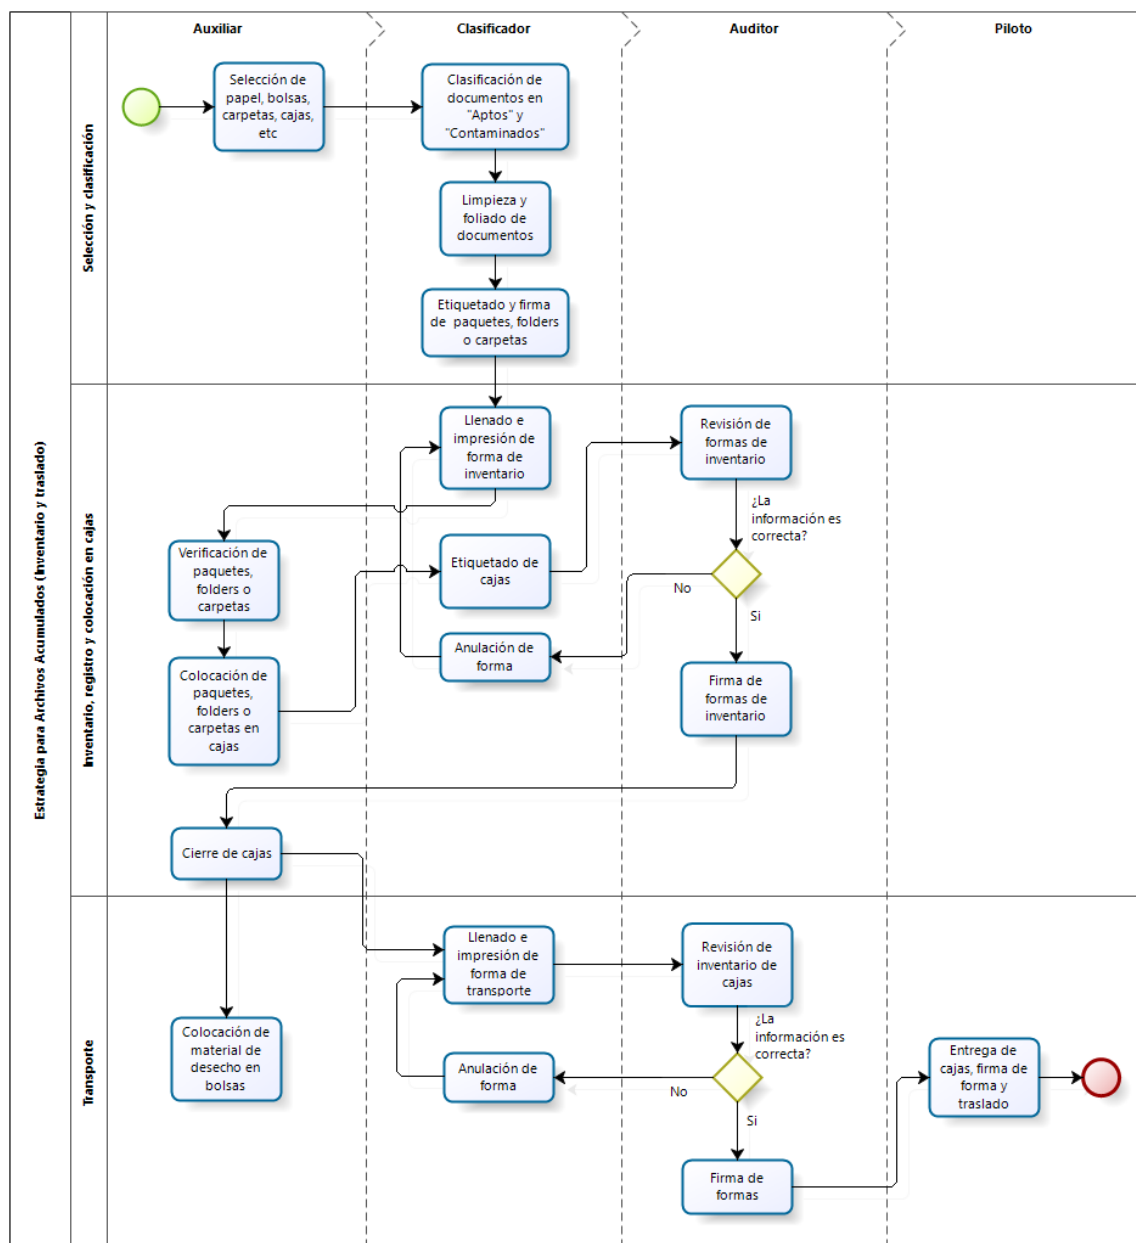 Auxiliar
Clasificador
Auditor
Piloto
Estrategia para Archivos Acumulados (Inventario y traslado)
Selección y clasificación
Selección de
papel, bolsas,
carpetas, cajas,
etc
Clasificación de
documentos en
"Aptos" y
"Contaminados"
Limpieza y
foliado de
documentos
Etiquetado y firma
de paquetes, folders
o carpetas
Inventario, registro y colocación en cajas
Llenado e
impresión de
forma de
inventario
Revisión de
formas de
inventario
¿La
información es
correcta?
Verificación de
paquetes,
folders o
carpetas
Etiquetado de
cajas
No
Si
Anulación de
forma
Colocación de
paquetes,
folders o
carpetas en
cajas
Firma de
formas de
inventario
Cierre de cajas
Transporte
Llenado e
impresión de
forma de
transporte
Revisión de
inventario de
cajas
¿La
información es
correcta?
Colocación de
material de
desecho en
bolsas
Anulación de
forma
No
Si
Entrega de
cajas, firma de
forma y
traslado
Firma de
formas